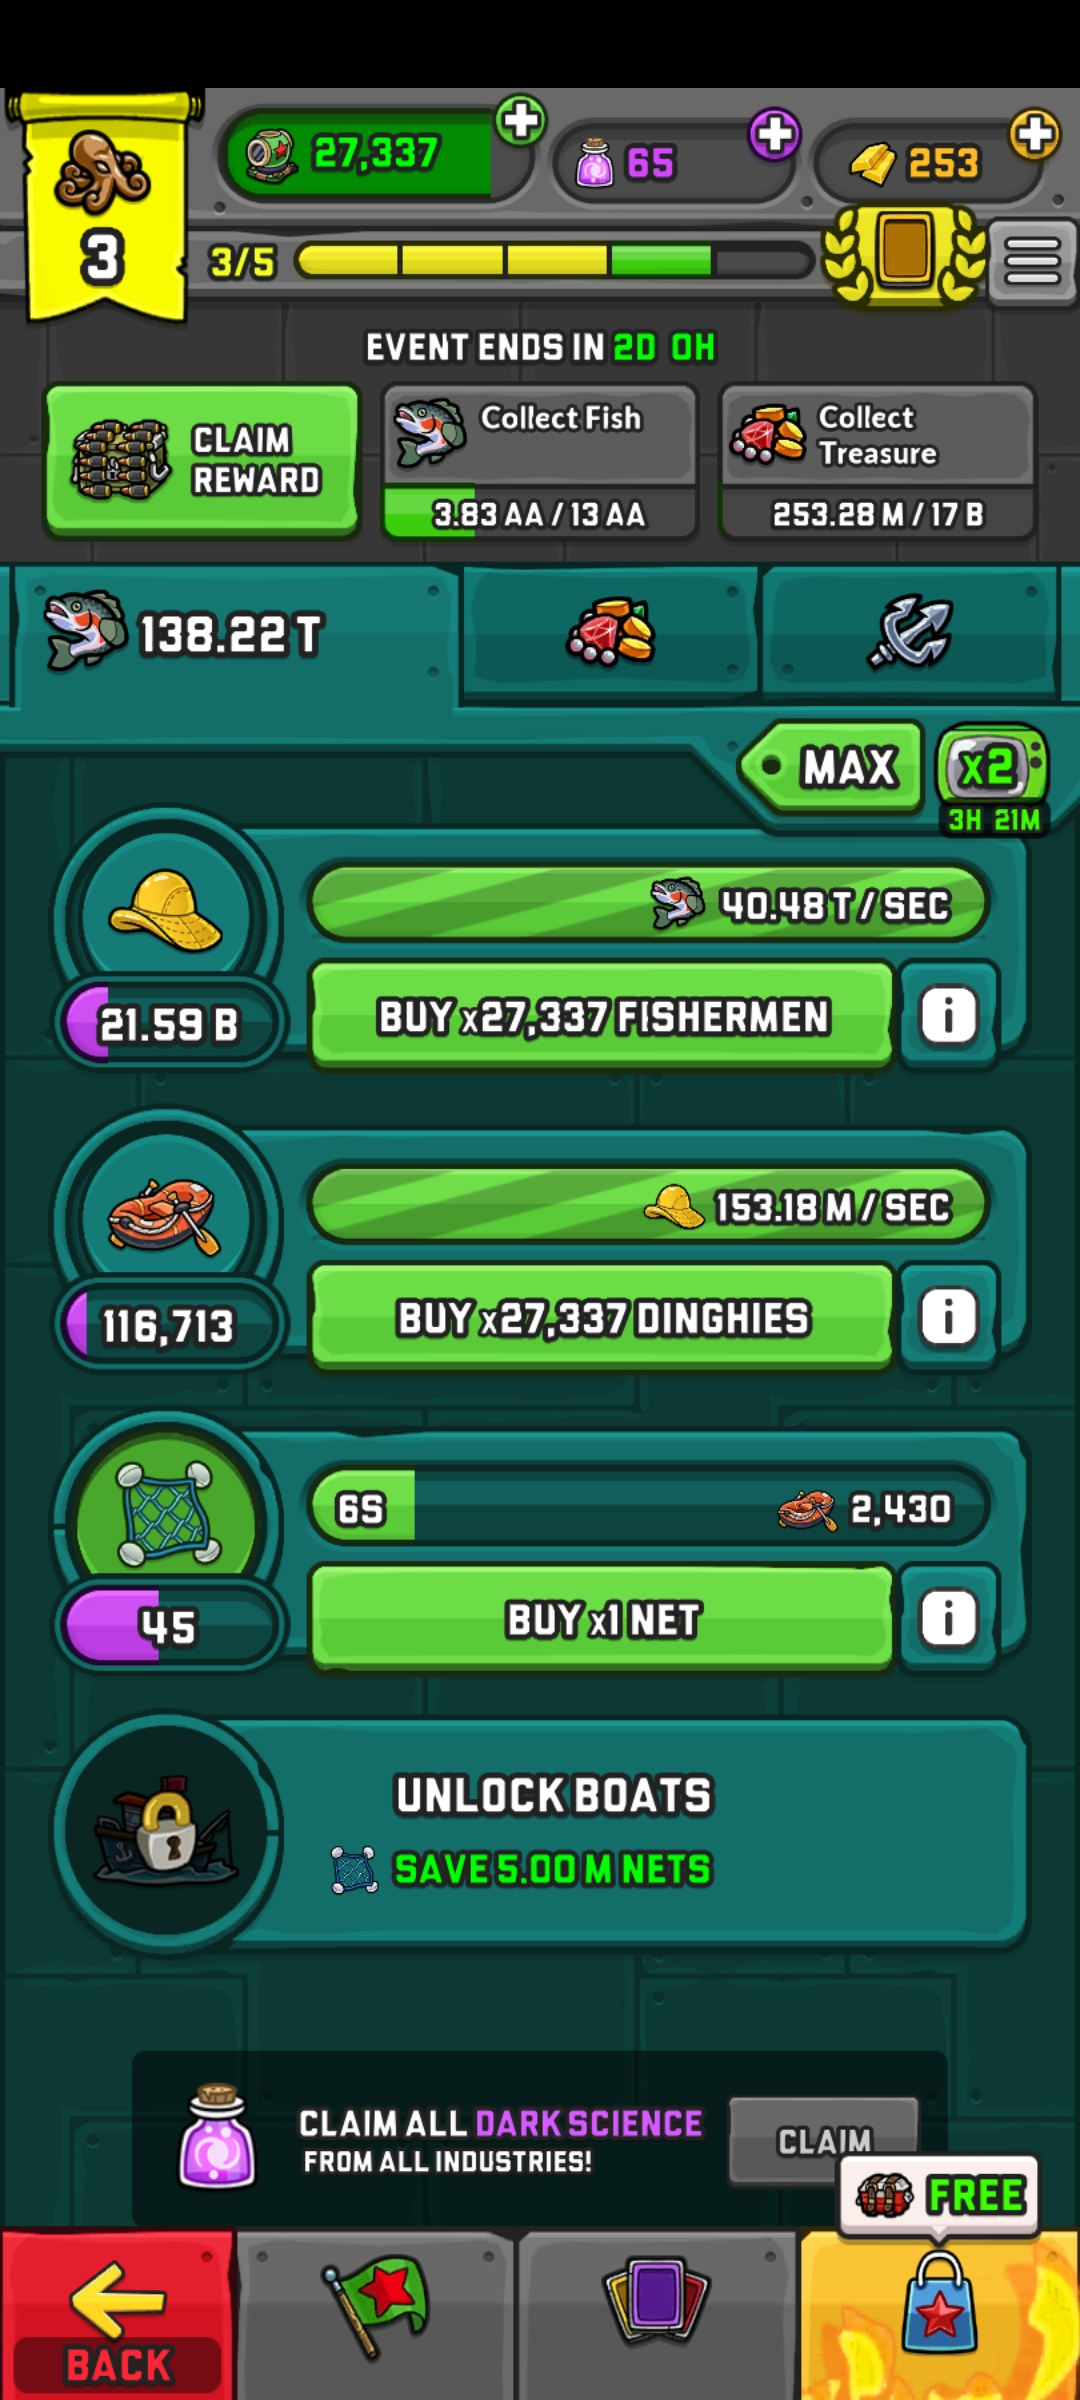 27,337
65
253
3
3/5
EVENT ENDS IN 2D 0H
CLAIM
REWARD
Collect Fish
3.83 AA / 13 AA
Collect
Treasure
253.28 M / 17 B
138.22 T
MAX
x2
3H 21M
40.48 T / SEC
21.59 B
BUY x27,337 FISHERMEN
i
153.18 M / SEC
116,713
BUY x27,337 DINGHIES
i
6S
2,430
45
BUY x1 NET
i
UNLOCK BOATS
SAVE 5.00 M NETS
CLAIM ALL DARK SCIENCE
FROM ALL INDUSTRIES!
CLAIM
FREE
BACK